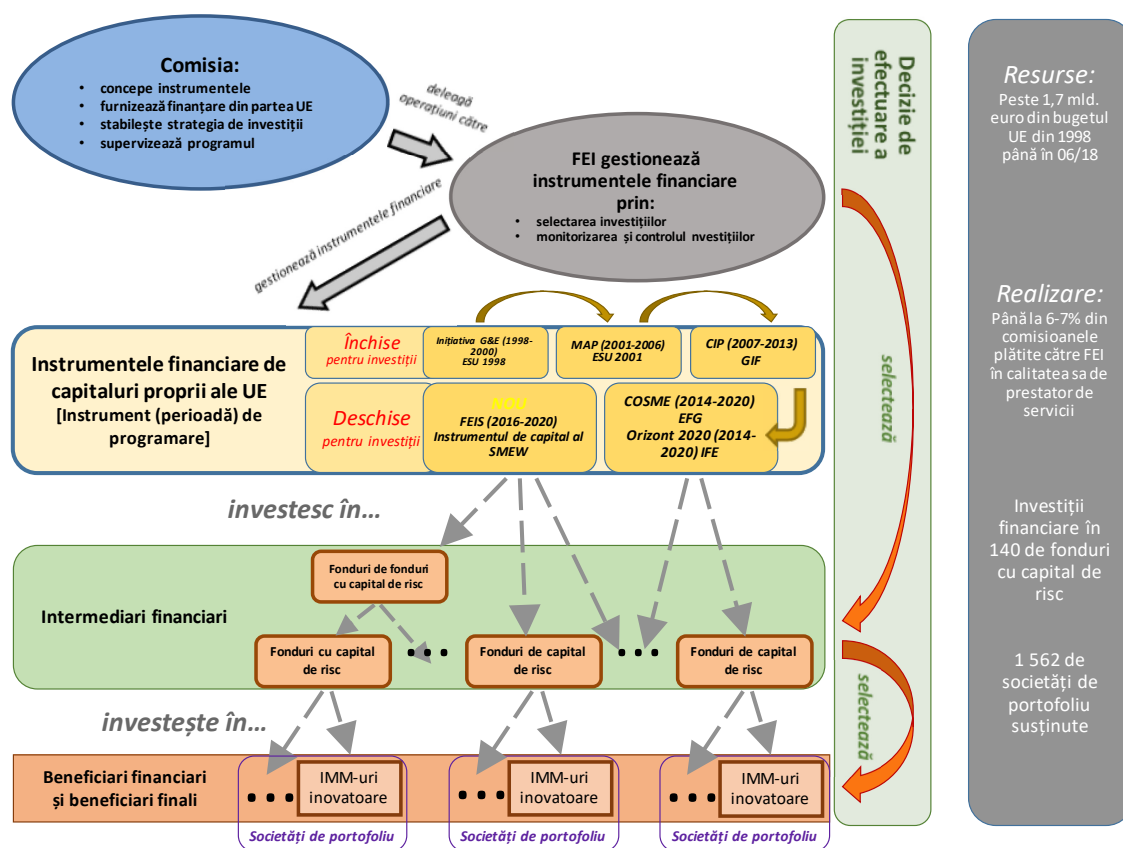 Comisia:
• concepe instrumentele
• furnizează finanțare din partea UE
• stabilește strategia de investiții
• supervizează programul
deleagă
operațiuni către
FEI gestionează
instrumentele financiare
prin:
• selectarea investițiilor
• monitorizarea și controlul nvestițiilor
gestionează instrumentele financiare
Instrumentele financiare de
capitaluri proprii ale UE
[Instrument (perioadă) de
programare]
Închise
pentru investiții
Inițiativa G&E (1998-
2000)
ESU 1998
MAP (2001-2006)
ESU 2001
CIP (2007-2013)
GIF
Deschise
pentru investiții
NOU
FEIS (2016-2020)
Instrumentul de capital al
SMEW
COSME (2014-2020)
EFG
Orizont 2020 (2014-
2020) IFE
investesc în...
Intermediari financiari
Fonduri de fonduri
cu capital de risc
Fonduri cu capital
de risc
Fonduri de capital
de risc
Fonduri de capital
de risc
investește în...
Beneficiari financiari
și beneficiari finali
IMM-uri
inovatoare
Societăți de portofoliu
IMM-uri
inovatoare
Societăți de portofoliu
IMM-uri
inovatoare
Societăți de portofoliu
Decizie de
efectuare a
investiției
selectează
selectează
Resurse:
Peste 1,7 mld.
euro din bugetul
UE din 1998
până în 06/18
Realizare:
Până la 6-7% din
comisioanele
plătite către FEI
în calitatea sa de
prestator de
servicii
Investiții
financiare în
140 de fonduri
cu capital de
risc
1 562 de
societăți de
portofoliu
susținute